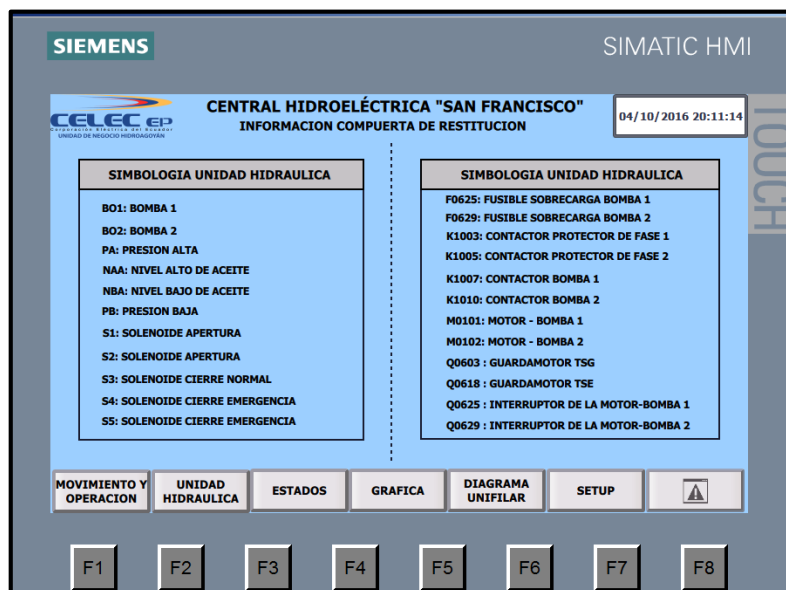 SIEMENS
SIMATIC HMI
TOUCH
CELEC EP
Corporación Eléctrica del Ecuador
UNIDAD DE NEGOCIO HIDROAGOYÁN
CENTRAL HIDROELÉCTRICA "SAN FRANCISCO"
INFORMACION COMPUERTA DE RESTITUCION
04/10/2016 20:11:14
SIMBOLOGIA UNIDAD HIDRAULICA
BO1: BOMBA 1
BO2: BOMBA 2
PA: PRESION ALTA
NAA: NIVEL ALTO DE ACEITE
NBA: NIVEL BAJO DE ACEITE
PB: PRESION BAJA
S1: SOLENOIDE APERTURA
S2: SOLENOIDE APERTURA
S3: SOLENOIDE CIERRE NORMAL
S4: SOLENOIDE CIERRE EMERGENCIA
S5: SOLENOIDE CIERRE EMERGENCIA
SIMBOLOGIA UNIDAD HIDRAULICA
F0625: FUSIBLE SOBRECARGA BOMBA 1
F0629: FUSIBLE SOBRECARGA BOMBA 2
K1003: CONTACTOR PROTECTOR DE FASE 1
K1005: CONTACTOR PROTECTOR DE FASE 2
K1007: CONTACTOR BOMBA 1
K1010: CONTACTOR BOMBA 2
M0101: MOTOR - BOMBA 1
M0102: MOTOR - BOMBA 2
Q0603 : GUARDAMOTOR TSG
Q0618 : GUARDAMOTOR TSE
Q0625 : INTERRUPTOR DE LA MOTOR-BOMBA 1
Q0629 : INTERRUPTOR DE LA MOTOR-BOMBA 2
MOVIMIENTO Y
OPERACION
UNIDAD
HIDRAULICA
ESTADOS
GRAFICA
DIAGRAMA
UNIFILAR
SETUP
F1
F2
F3
F4
F5
F6
F7
F8